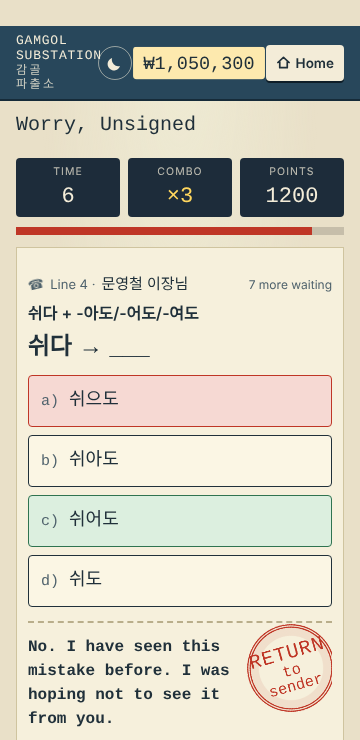 GAMGOL
SUBSTATION
감골
파출소
₩1,050,300
Home
Worry, Unsigned
TIME
6
COMBO
×3
POINTS
1200
☎ Line 4 · 문영철 이장님
7 more waiting
쉬다 + -아도/-어도/-여도
쉬다 → ___
a) 쉬으도
b) 쉬아도
c) 쉬어도
d) 쉬도
No. I have seen this
mistake before. I was
hoping not to see it
from you.
RETURN
to
sender